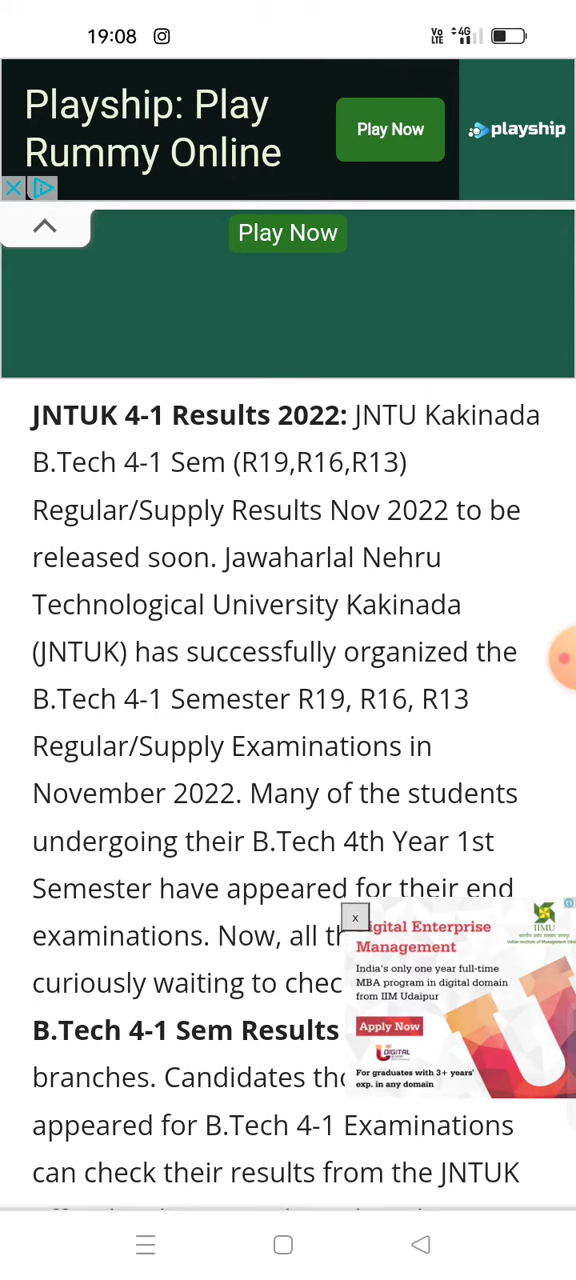 19:08
Vo LTE 4G
Playship: Play
Rummy Online
Play Now
playship
Play Now
JNTUK 4-1 Results 2022: JNTU Kakinada
B.Tech 4-1 Sem (R19,R16,R13)
Regular/Supply Results Nov 2022 to be
released soon. Jawaharlal Nehru
Technological University Kakinada
(JNTUK) has successfully organized the
B.Tech 4-1 Semester R19, R16, R13
Regular/Supply Examinations in
November 2022. Many of the students
undergoing their B.Tech 4th Year 1st
Semester have appeared for their end
examinations. Now, all
curiously waiting to
B.Tech 4-1 Sem Results
branches. Candidates
appeared for B.Tech 4-1 Examinations
can check their results from the JNTUK
x
Digital Enterprise
Management
IIMU
India's only one year full-time
MBA program in digital domain
from IIM Udaipur
Apply Now
DIGITAL
For graduates with 3+ years'
exp. in any domain